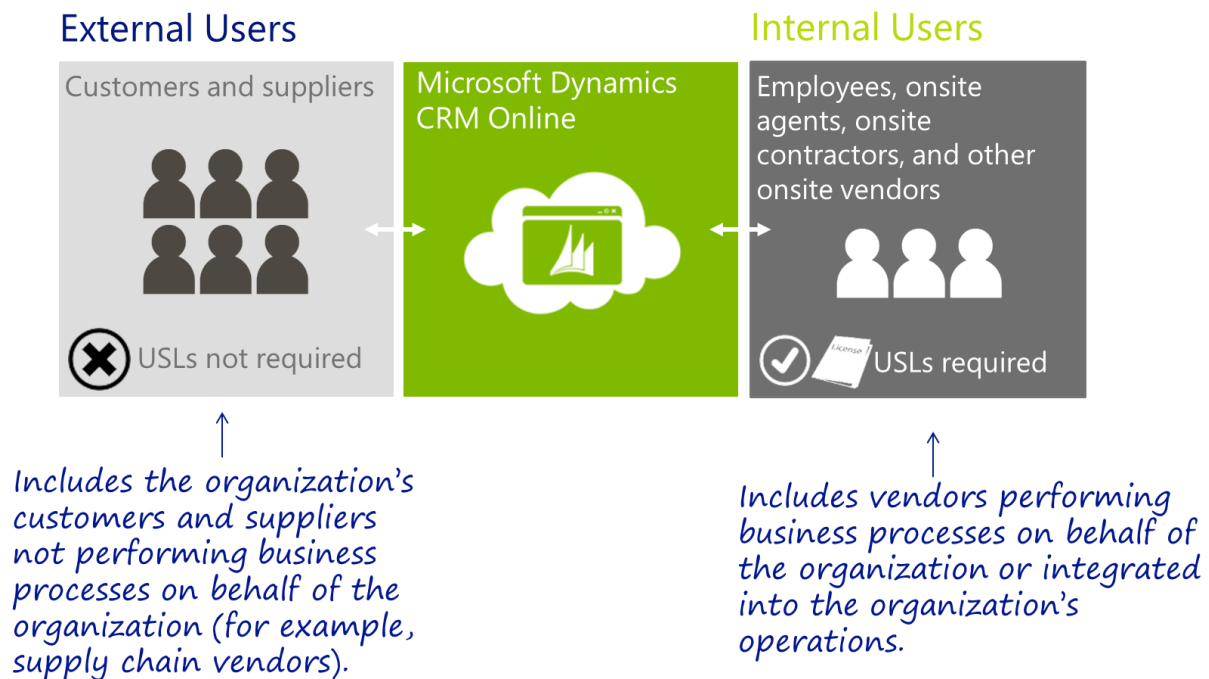 External Users
Internal Users
Customers and suppliers
Microsoft Dynamics
CRM Online
Employees, onsite
agents, onsite
contractors, and other
onsite vendors
USLs not required
License
USLs required
Includes the organization's
customers and suppliers
not performing business
processes on behalf of the
organization (for example,
supply chain vendors).
Includes vendors performing
business processes on behalf of
the organization or integrated
into the organization's
operations.